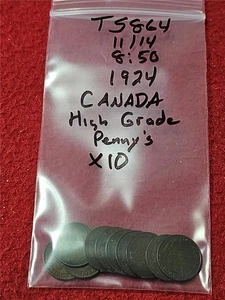 TS864
11/14
8:50
1924
CANADA
High Grade
Penny's
X10